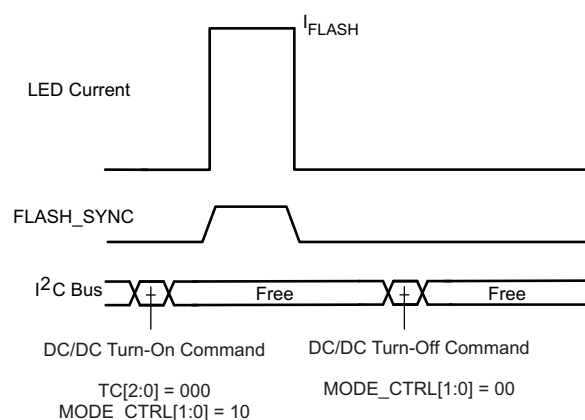 I_FLASH
LED Current
FLASH_SYNC
I²C Bus
Free
Free
DC/DC Turn-On Command
DC/DC Turn-Off Command
TC[2:0] = 000
MODE_CTRL[1:0] = 10
MODE_CTRL[1:0] = 00